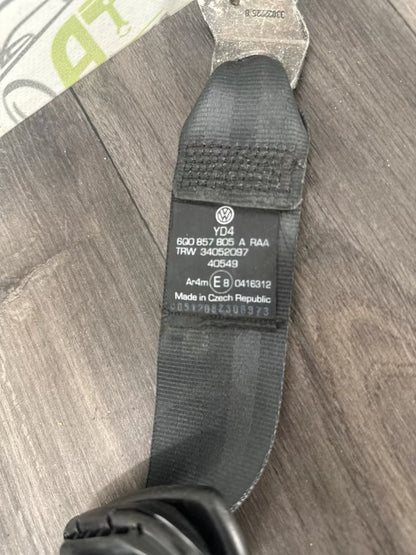 YD4
6Q0 857 805 A RAA
TRW 34052097
40549
Ar4m E8 0416312
Made in Czech Republic